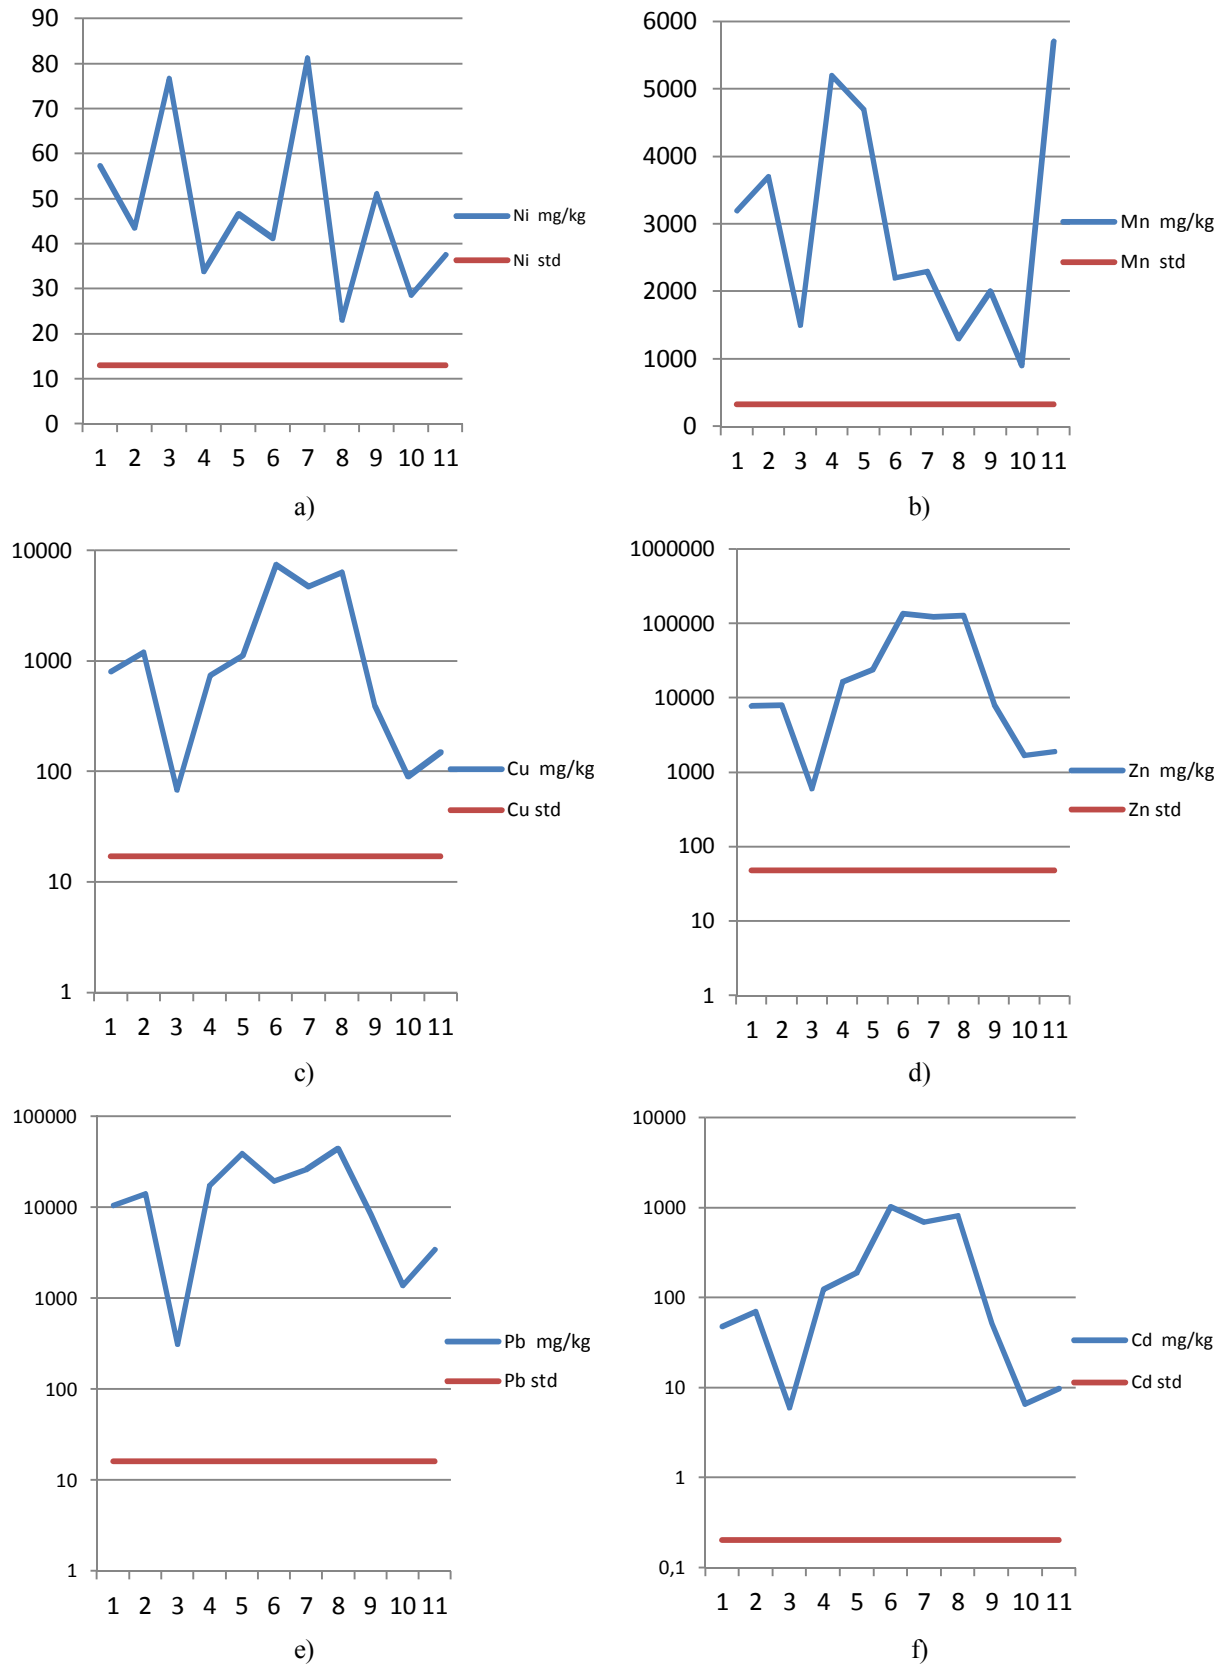 90
80
70
60
50
40
30
20
10
0
1 2 3 4 5 6 7 8 9 10 11
Ni mg/kg
Ni std
a)
6000
5000
4000
3000
2000
1000
0
1 2 3 4 5 6 7 8 9 10 11
Mn mg/kg
Mn std
b)
10000
1000
100
10
1
1 2 3 4 5 6 7 8 9 10 11
Cu mg/kg
Cu std
c)
1000000
100000
10000
1000
100
10
1
1 2 3 4 5 6 7 8 9 10 11
Zn mg/kg
Zn std
d)
100000
10000
1000
100
10
1
1 2 3 4 5 6 7 8 9 10 11
Pb mg/kg
Pb std
e)
10000
1000
100
10
1
0,1
1 2 3 4 5 6 7 8 9 10 11
Cd mg/kg
Cd std
f)